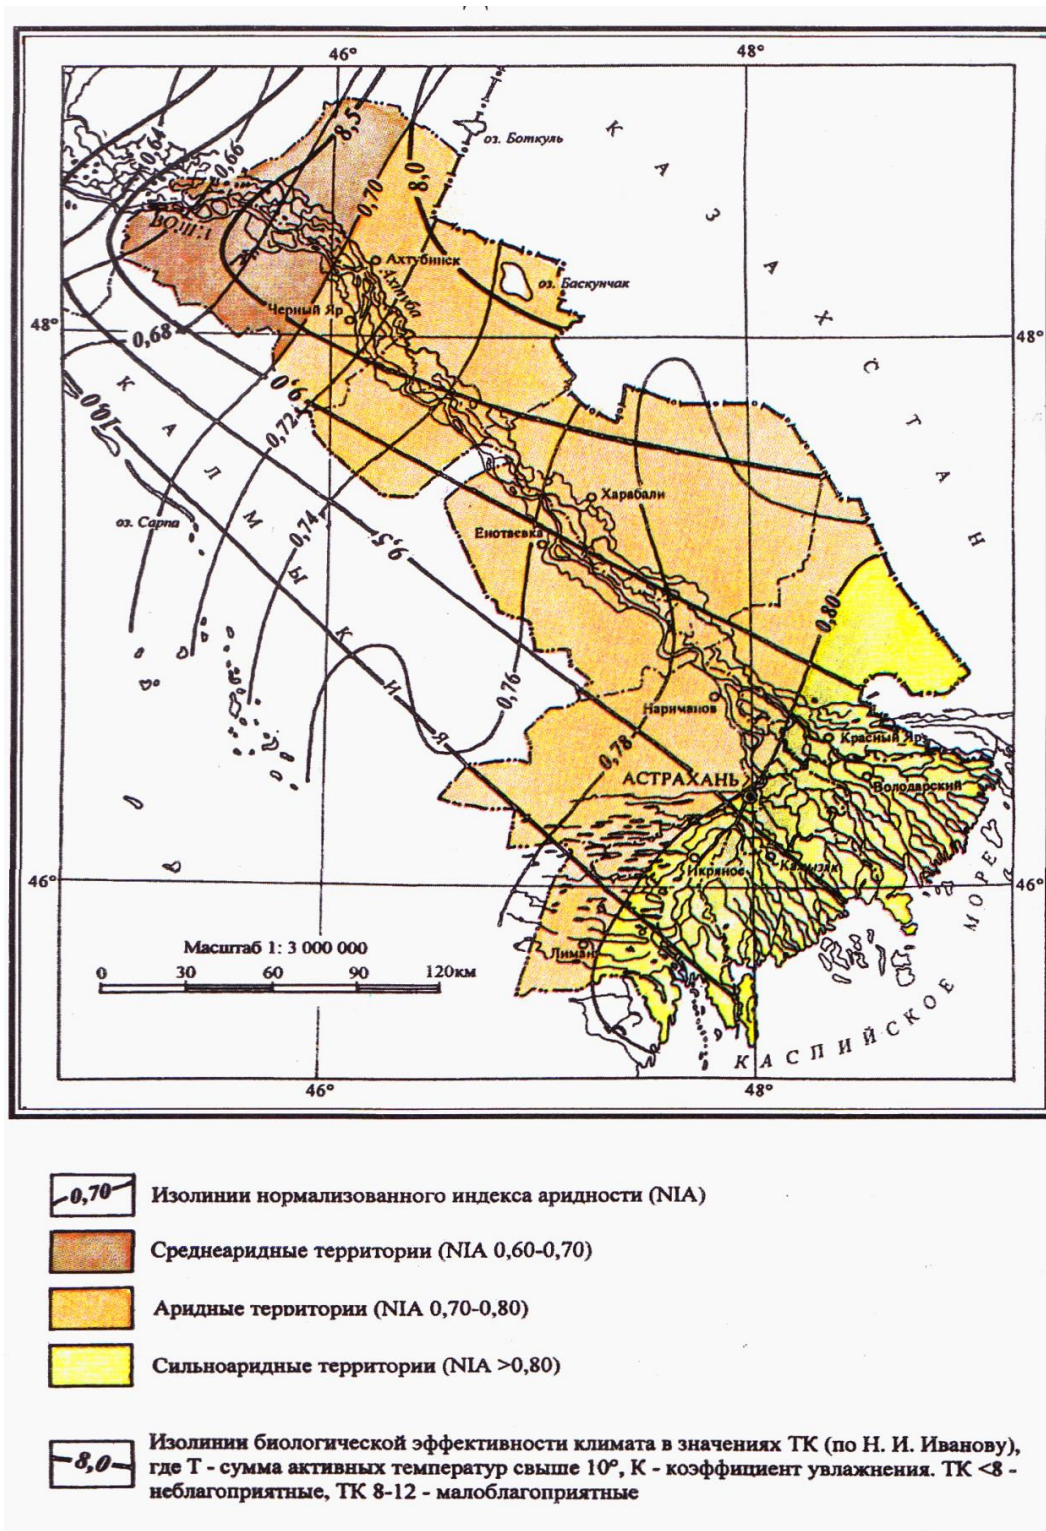 46°
48°
оз. Боткуль
КАЗАХСТАН
0,64
0,66
8,5
8,0
0,70
ВОЛГА
Ахтубинск
Ахтуба
оз. Баскунчак
Черный Яр
48°
0,68
48°
9,0
10,0
КАЛМЫКИЯ
0,72
оз. Сарпа
0,74
9,5
Харабали
Енотаевка
0,80
0,76
Нариманов
0,78
Красный Яр
АСТРАХАНЬ
Володарский
Икряное
Камызяк
46°
46°
Лиман
КАСПИЙСКОЕ МОРЕ
Масштаб 1: 3 000 000
0 30 60 90 120км
46°
48°
0,70 Изолинии нормализованного индекса аридности (NIA)
Среднеаридные территории (NIA 0,60-0,70)
Аридные территории (NIA 0,70-0,80)
Сильноаридные территории (NIA >0,80)
8,0 Изолинии биологической эффективности климата в значениях ТК (по Н. И. Иванову),
где Т - сумма активных температур свыше 10°, К - коэффициент увлажнения. ТК <8 -
неблагоприятные, ТК 8-12 - малоблагоприятные